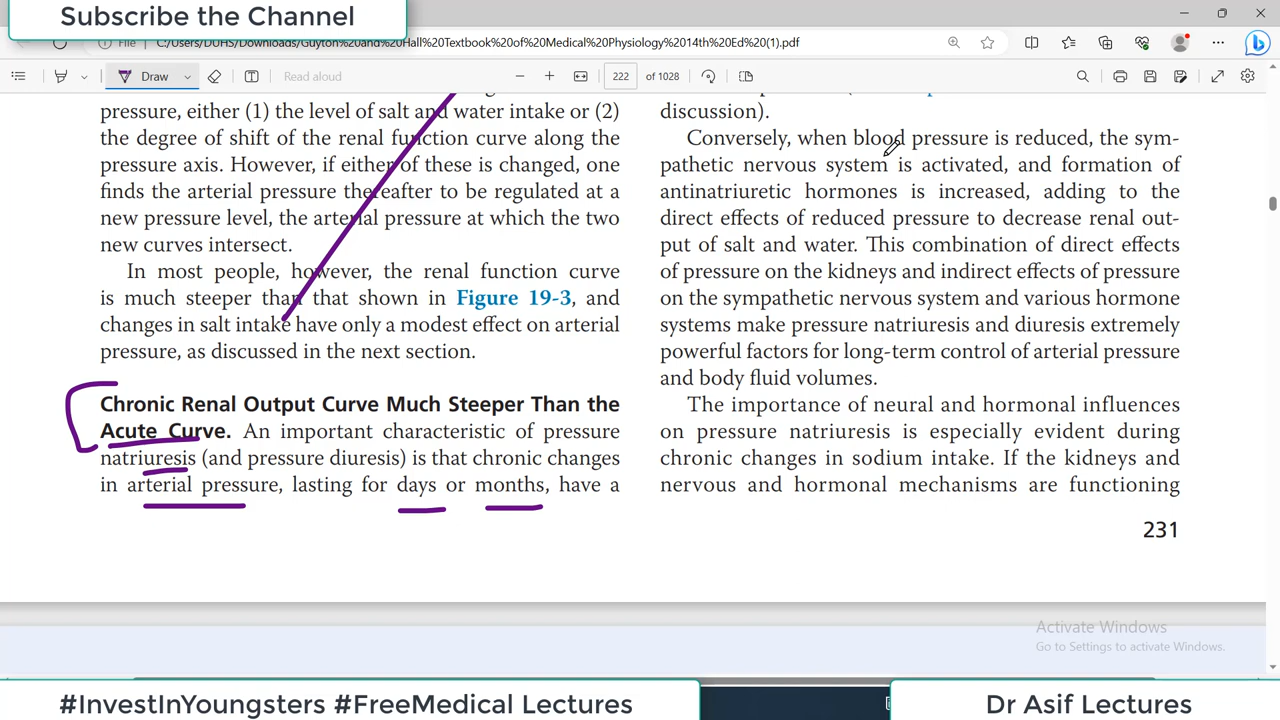 Subscribe the Channel
File
C:/Users/DUHS/Downloads/Guyton%20and%20Hall%20Textbook%20of%20Medical%20Physiology%2014th%20Ed%20(1).pdf
Draw
Read aloud
222 of 1028
pressure, either (1) the level of salt and water intake or (2)
the degree of shift of the renal function curve along the
pressure axis. However, if either of these is changed, one
finds the arterial pressure thereafter to be regulated at a
new pressure level, the arterial pressure at which the two
new curves intersect.
In most people, however, the renal function curve
is much steeper than that shown in Figure 19-3, and
changes in salt intake have only a modest effect on arterial
pressure, as discussed in the next section.
Chronic Renal Output Curve Much Steeper Than the
Acute Curve. An important characteristic of pressure
natriuresis (and pressure diuresis) is that chronic changes
in arterial pressure, lasting for days or months, have a
discussion).
Conversely, when blood pressure is reduced, the sym-
pathetic nervous system is activated, and formation of
antinatriuretic hormones is increased, adding to the
direct effects of reduced pressure to decrease renal out-
put of salt and water. This combination of direct effects
of pressure on the kidneys and indirect effects of pressure
on the sympathetic nervous system and various hormone
systems make pressure natriuresis and diuresis extremely
powerful factors for long-term control of arterial pressure
and body fluid volumes.
The importance of neural and hormonal influences
on pressure natriuresis is especially evident during
chronic changes in sodium intake. If the kidneys and
nervous and hormonal mechanisms are functioning
231
Activate Windows
Go to Settings to activate Windows.
#InvestInYoungsters #FreeMedical Lectures
Dr Asif Lectures